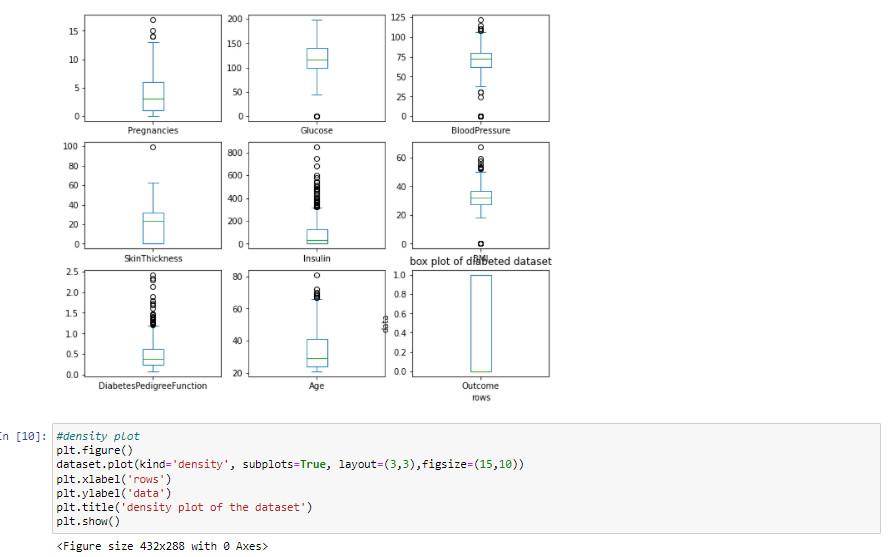 15
10
5
0
Pregnancies
200
150
100
50
0
Glucose
125
100
75
50
25
0
BloodPressure
100
80
60
40
20
0
SkinThickness
800
600
400
200
0
Insulin
60
40
20
0
BMI
box plot of diabeted dataset
2.5
2.0
1.5
1.0
0.5
0.0
DiabetesPedigreeFunction
80
60
40
20
Age
data
1.0
0.8
0.6
0.4
0.2
0.0
Outcome
rows
In [10]:
#density plot
plt.figure()
dataset.plot(kind='density', subplots=True, layout=(3,3),figsize=(15,10))
plt.xlabel('rows')
plt.ylabel('data')
plt.title('density plot of the dataset')
plt.show()
<Figure size 432x288 with 0 Axes>